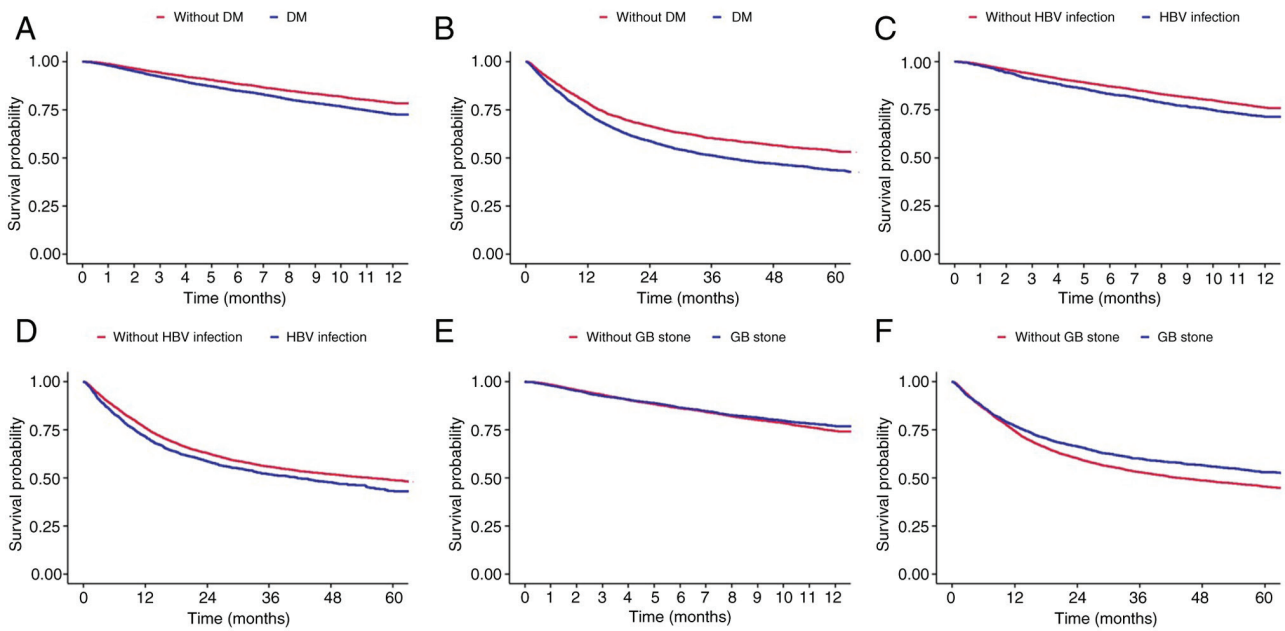 A
Without DM DM
1.00
0.75
0.50
0.25
0.00
Survival probability
0 1 2 3 4 5 6 7 8 9 10 11 12
Time (months)
B
Without DM DM
1.00
0.75
0.50
0.25
0.00
Survival probability
0 12 24 36 48 60
Time (months)
C
Without HBV infection HBV infection
1.00
0.75
0.50
0.25
0.00
Survival probability
0 1 2 3 4 5 6 7 8 9 10 11 12
Time (months)
D
Without HBV infection HBV infection
1.00
0.75
0.50
0.25
0.00
Survival probability
0 12 24 36 48 60
Time (months)
E
Without GB stone GB stone
1.00
0.75
0.50
0.25
0.00
Survival probability
0 1 2 3 4 5 6 7 8 9 10 11 12
Time (months)
F
Without GB stone GB stone
1.00
0.75
0.50
0.25
0.00
Survival probability
0 12 24 36 48 60
Time (months)